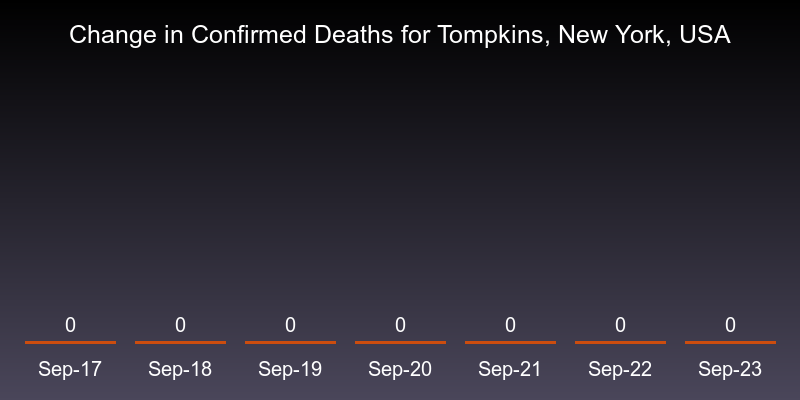 Change in Confirmed Deaths for Tompkins, New York, USA
0 0 0 0 0 0 0
Sep-17 Sep-18 Sep-19 Sep-20 Sep-21 Sep-22 Sep-23